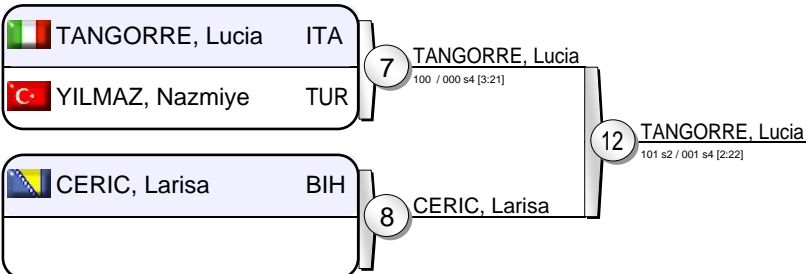 TANGORRE, Lucia ITA
YILMAZ, Nazmiye TUR
7
TANGORRE, Lucia
100 / 000 s4 [3:21]
CERIC, Larisa BIH
8
CERIC, Larisa
12
TANGORRE, Lucia
101 s2 / 001 s4 [2:22]